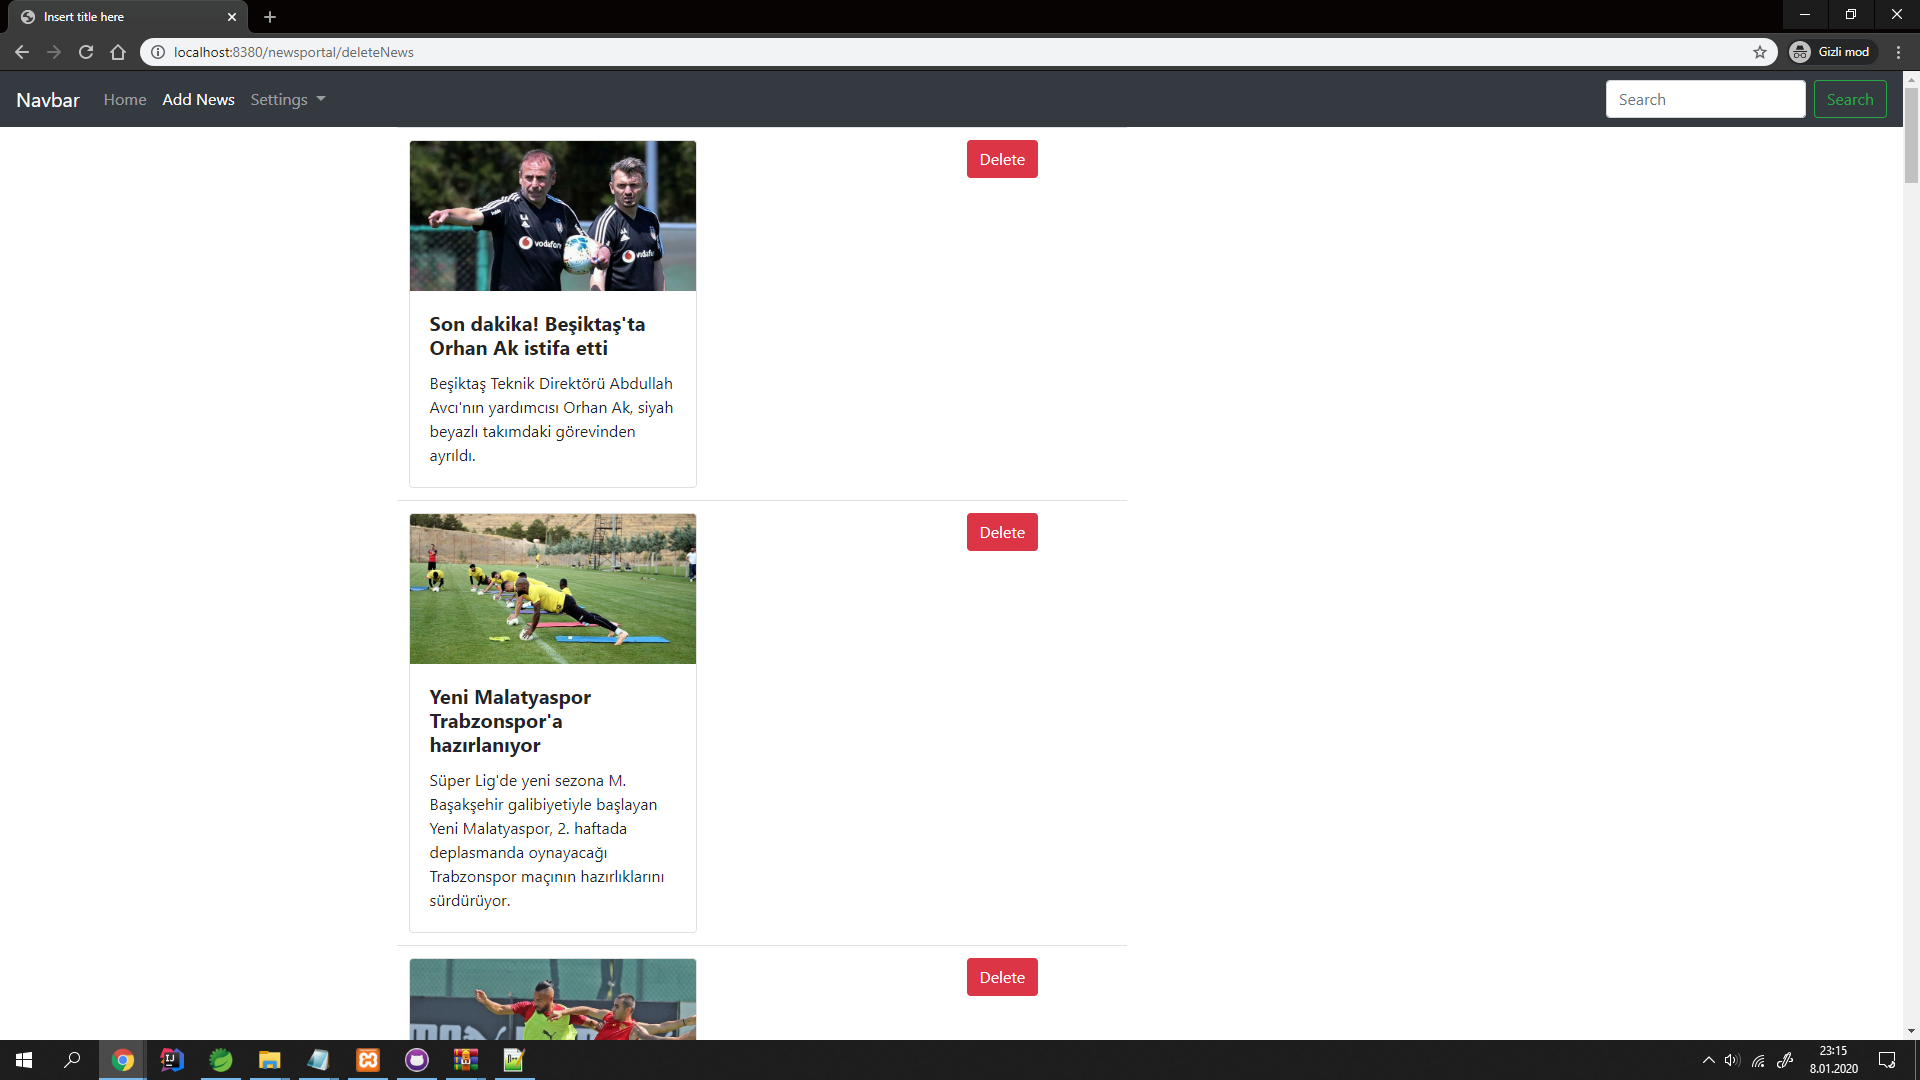 Insert title here
localhost:8380/newsportal/deleteNews
Gizli mod
Navbar Home Add News Settings
Search Search
Delete
vodafon
Son dakika! Beşiktaş'ta
Orhan Ak istifa etti
Beşiktaş Teknik Direktörü Abdullah
Avcı'nın yardımcısı Orhan Ak, siyah
beyazlı takımdaki görevinden
ayrıldı.
Delete
Yeni Malatyaspor
Trabzonspor'a
hazırlanıyor
Süper Lig'de yeni sezona M.
Başakşehir galibiyetiyle başlayan
Yeni Malatyaspor, 2. haftada
deplasmanda oynayacağı
Trabzonspor maçının hazırlıklarını
sürdürüyor.
Delete
23:15
8.01.2020